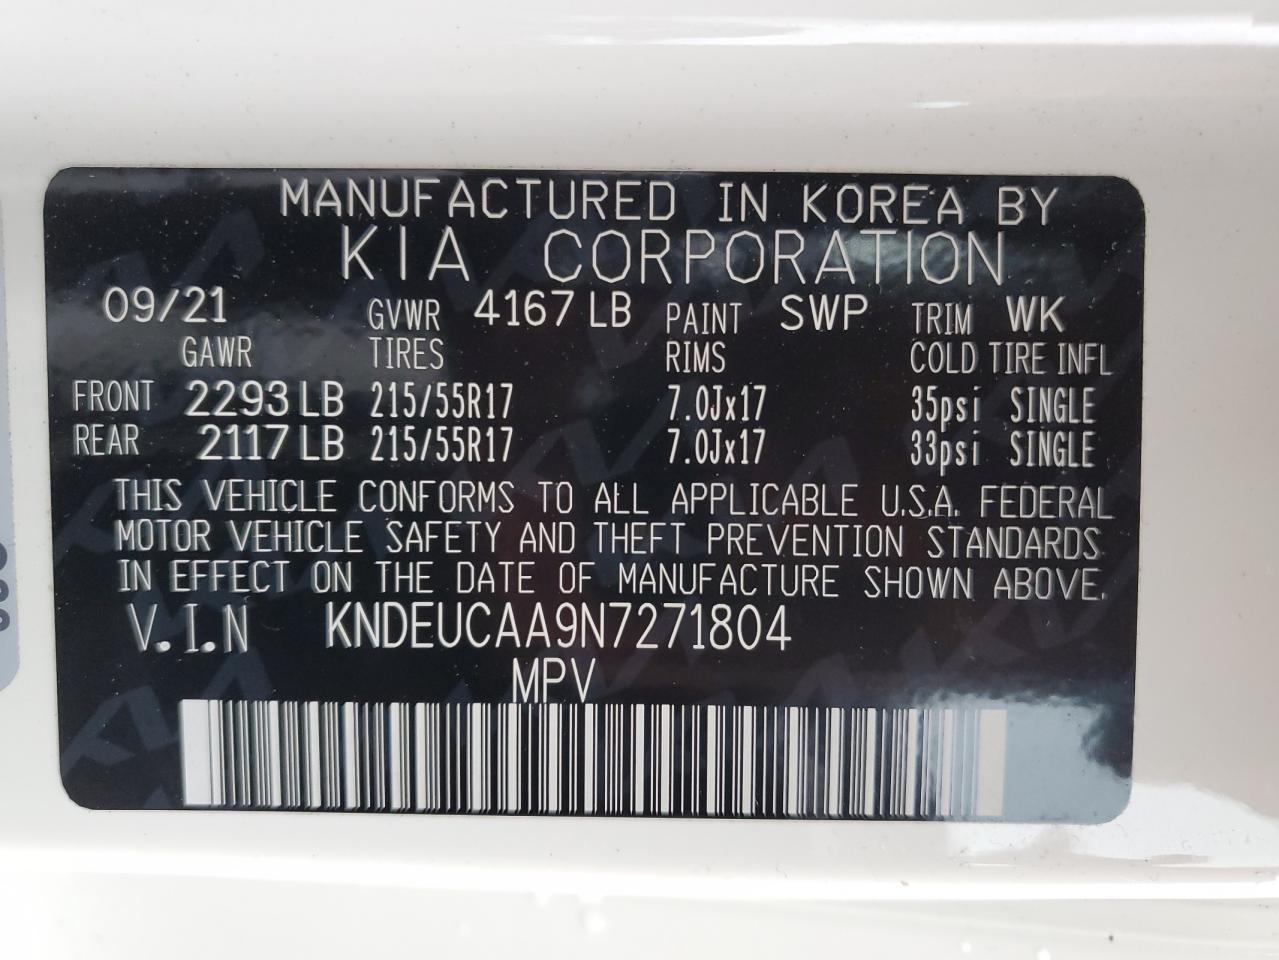 MANUFACTURED IN KOREA BY
KIA CORPORATION
09/21 GVWR 4167 LB PAINT SWP TRIM WK
GAWR TIRES RIMS COLD TIRE INFL
FRONT 2293 LB 215/55R17 7.0Jx17 35psi SINGLE
REAR 2117 LB 215/55R17 7.0Jx17 33psi SINGLE
THIS VEHICLE CONFORMS TO ALL APPLICABLE U.S.A. FEDERAL
MOTOR VEHICLE SAFETY AND THEFT PREVENTION STANDARDS
IN EFFECT ON THE DATE OF MANUFACTURE SHOWN ABOVE.
V.I.N KNDEUCAA9N7271804
MPV